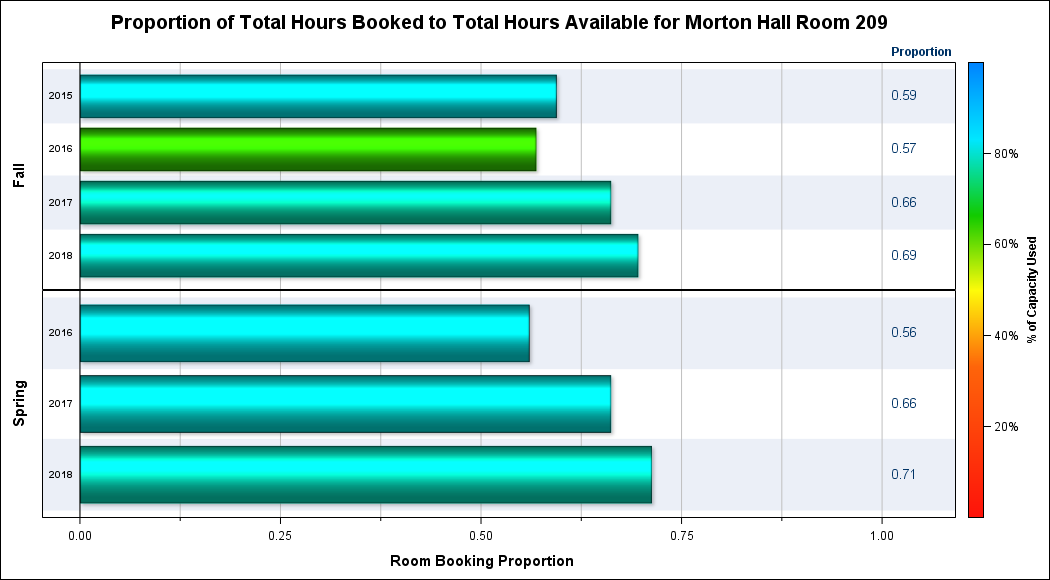 Proportion of Total Hours Booked to Total Hours Available for Morton Hall Room 209
Proportion
Fall
2015 0.59
2016 0.57
2017 0.66
2018 0.69
Spring
2016 0.56
2017 0.66
2018 0.71
0.00 0.25 0.50 0.75 1.00
Room Booking Proportion
80%
60%
40%
20%
% of Capacity Used